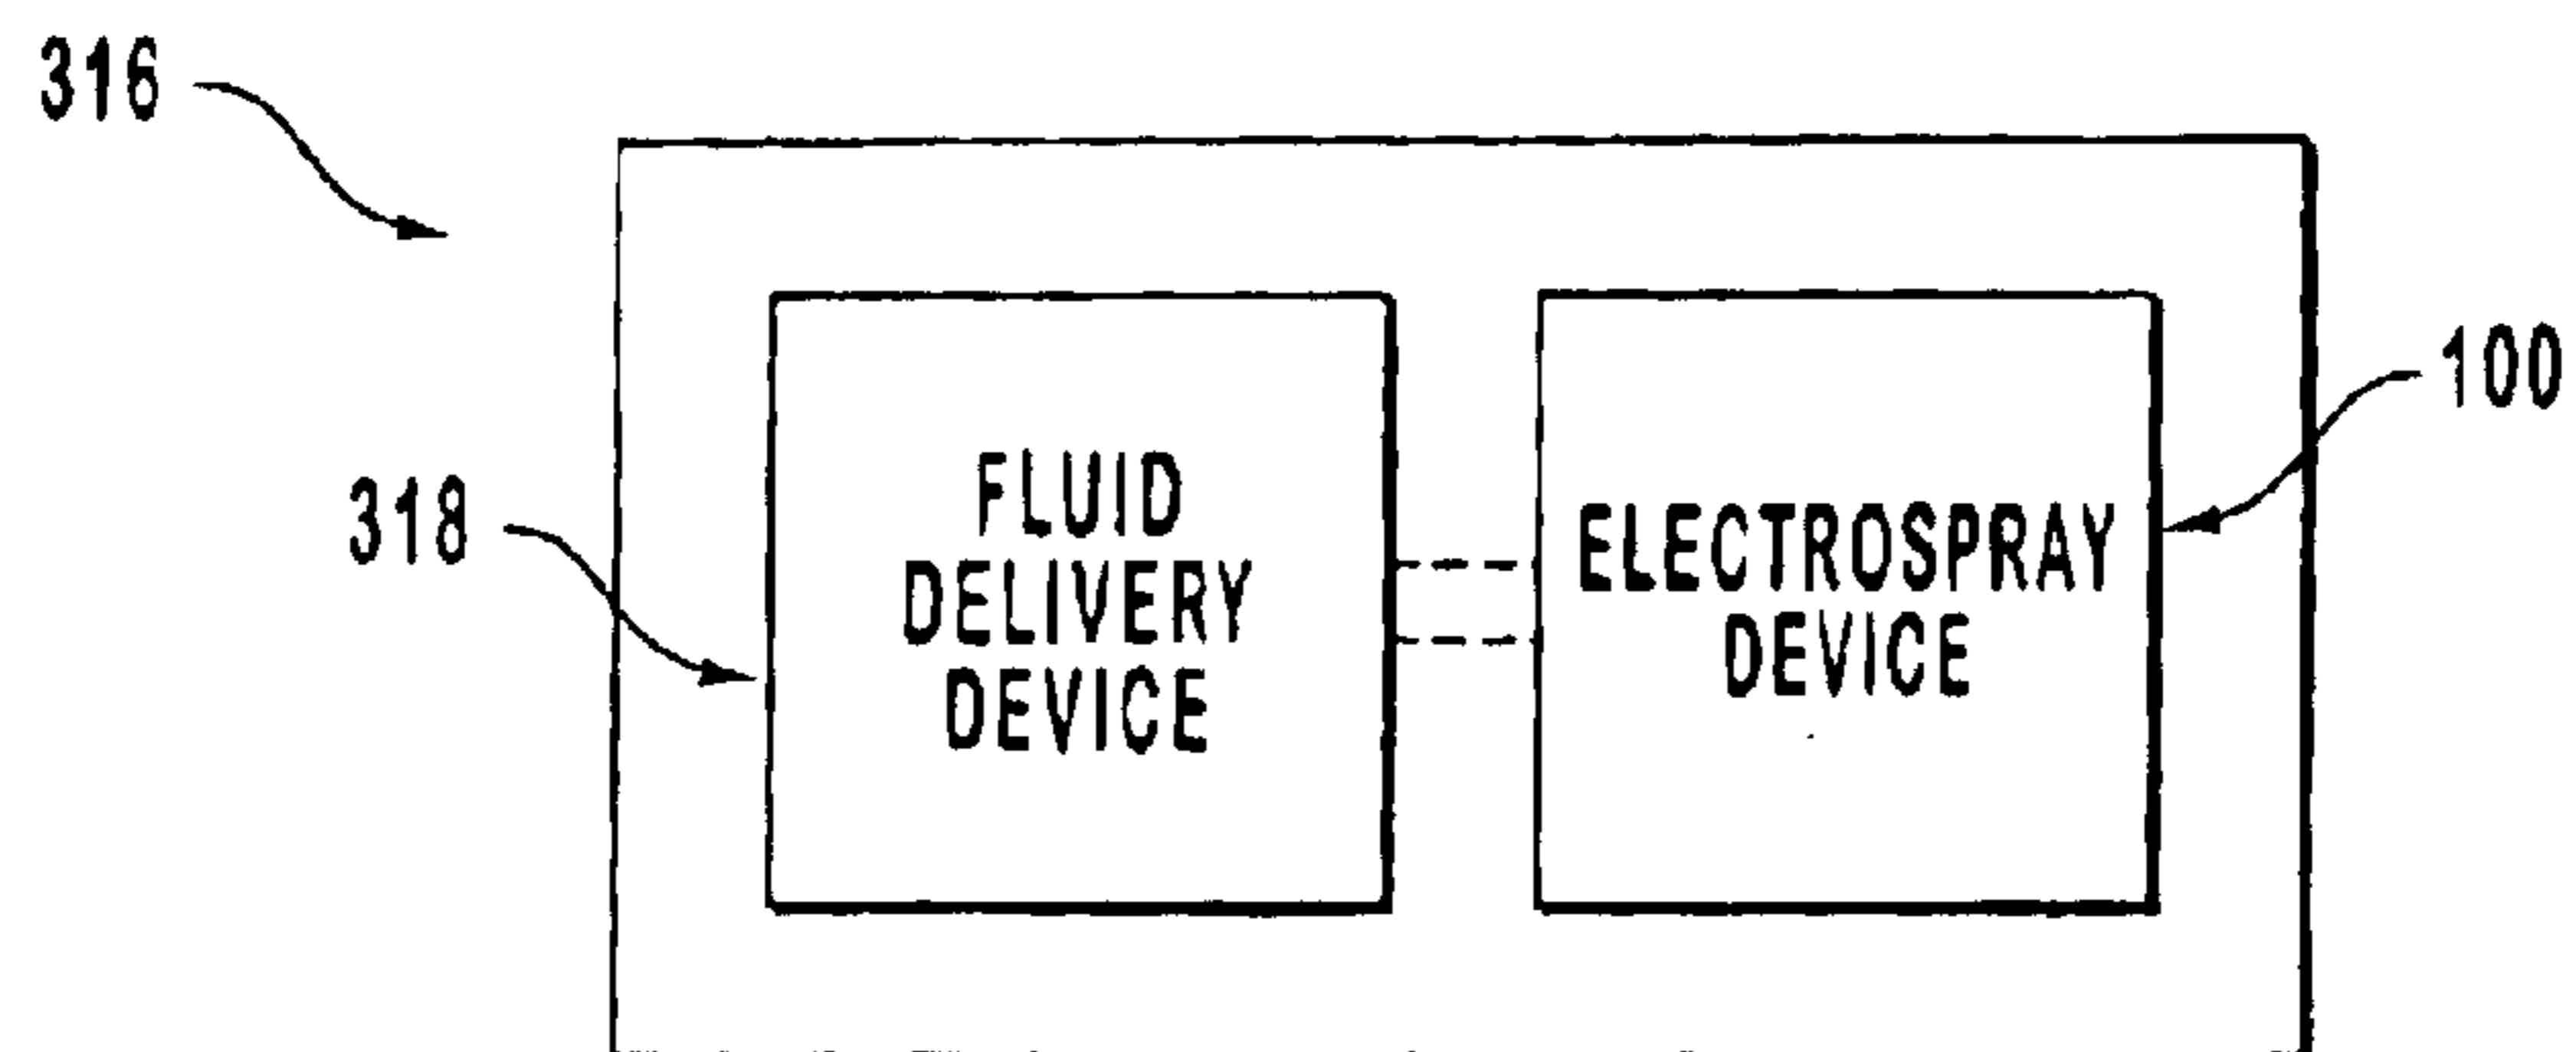 316
100
318
FLUID
DELIVERY
DEVICE
ELECTROSPRAY
DEVICE